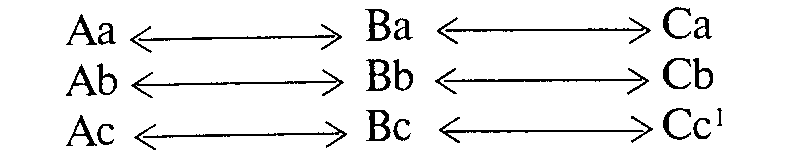 Aa ⟷ Ba ⟷ Ca
Ab ⟷ Bb ⟷ Cb
Ac ⟷ Bc ⟷ Cc¹